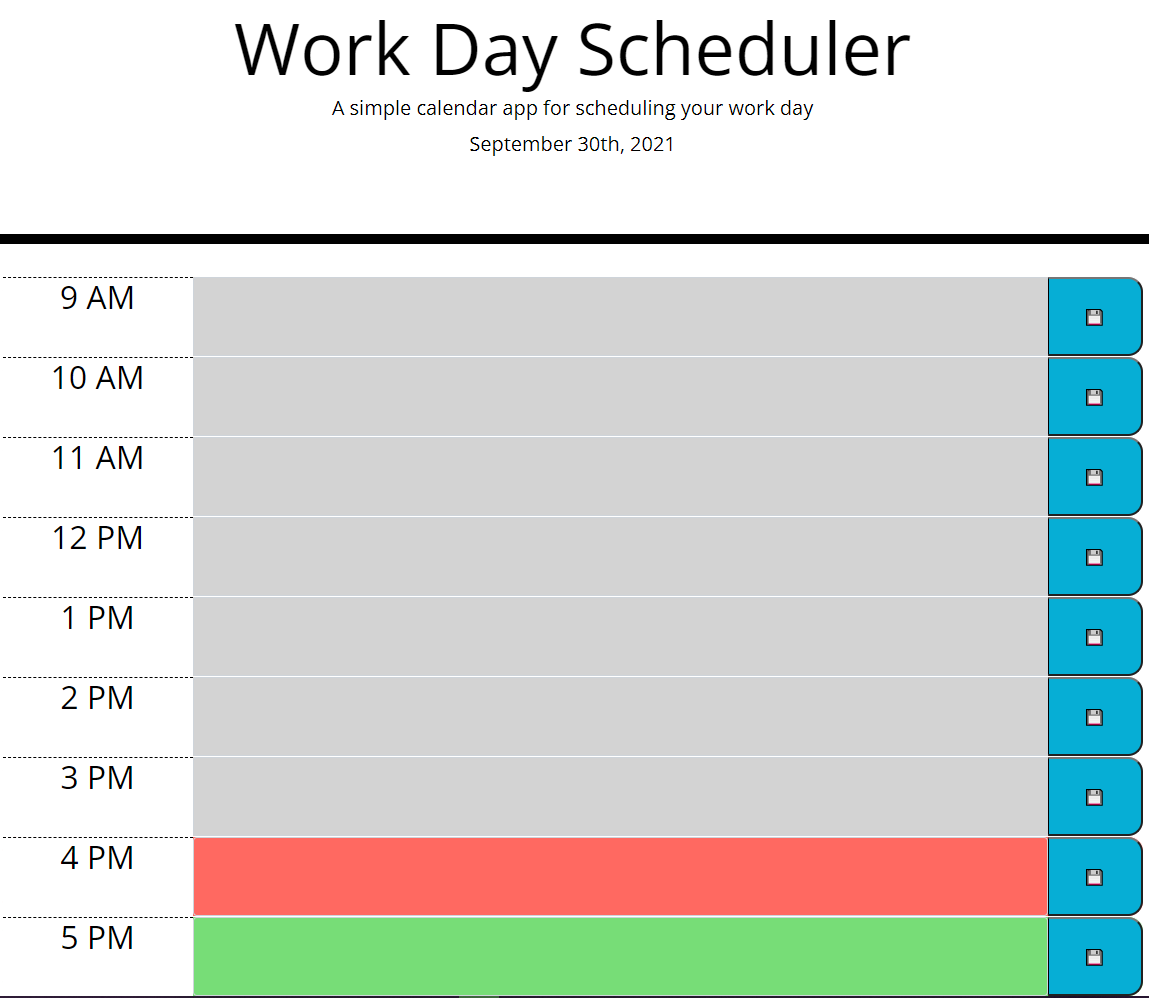 Work Day Scheduler
A simple calendar app for scheduling your work day
September 30th, 2021
9 AM
10 AM
11 AM
12 PM
1 PM
2 PM
3 PM
4 PM
5 PM